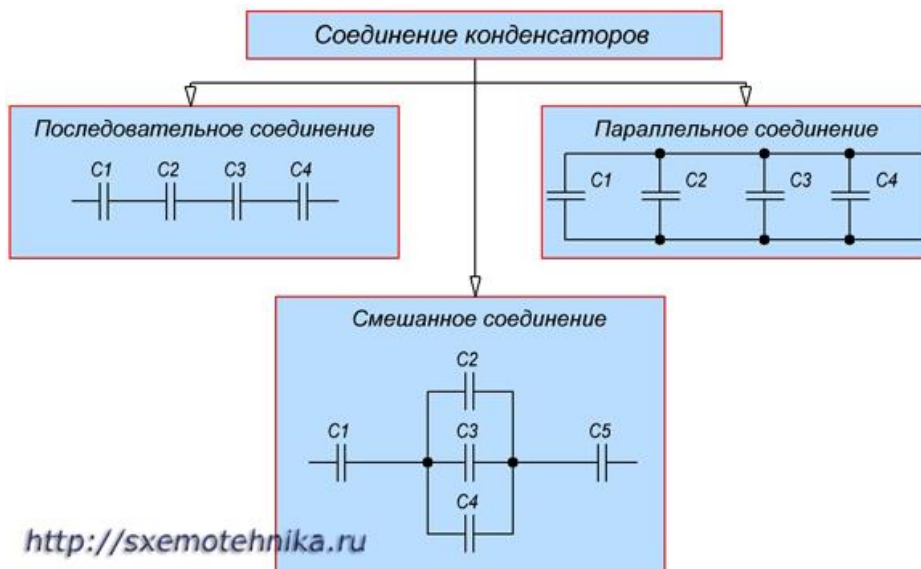 Соединение конденсаторов
Последовательное соединение
C1 C2 C3 C4
Параллельное соединение
C1 C2 C3 C4
Смешанное соединение
C2
C1 C3 C5
C4
http://sxemotehnika.ru